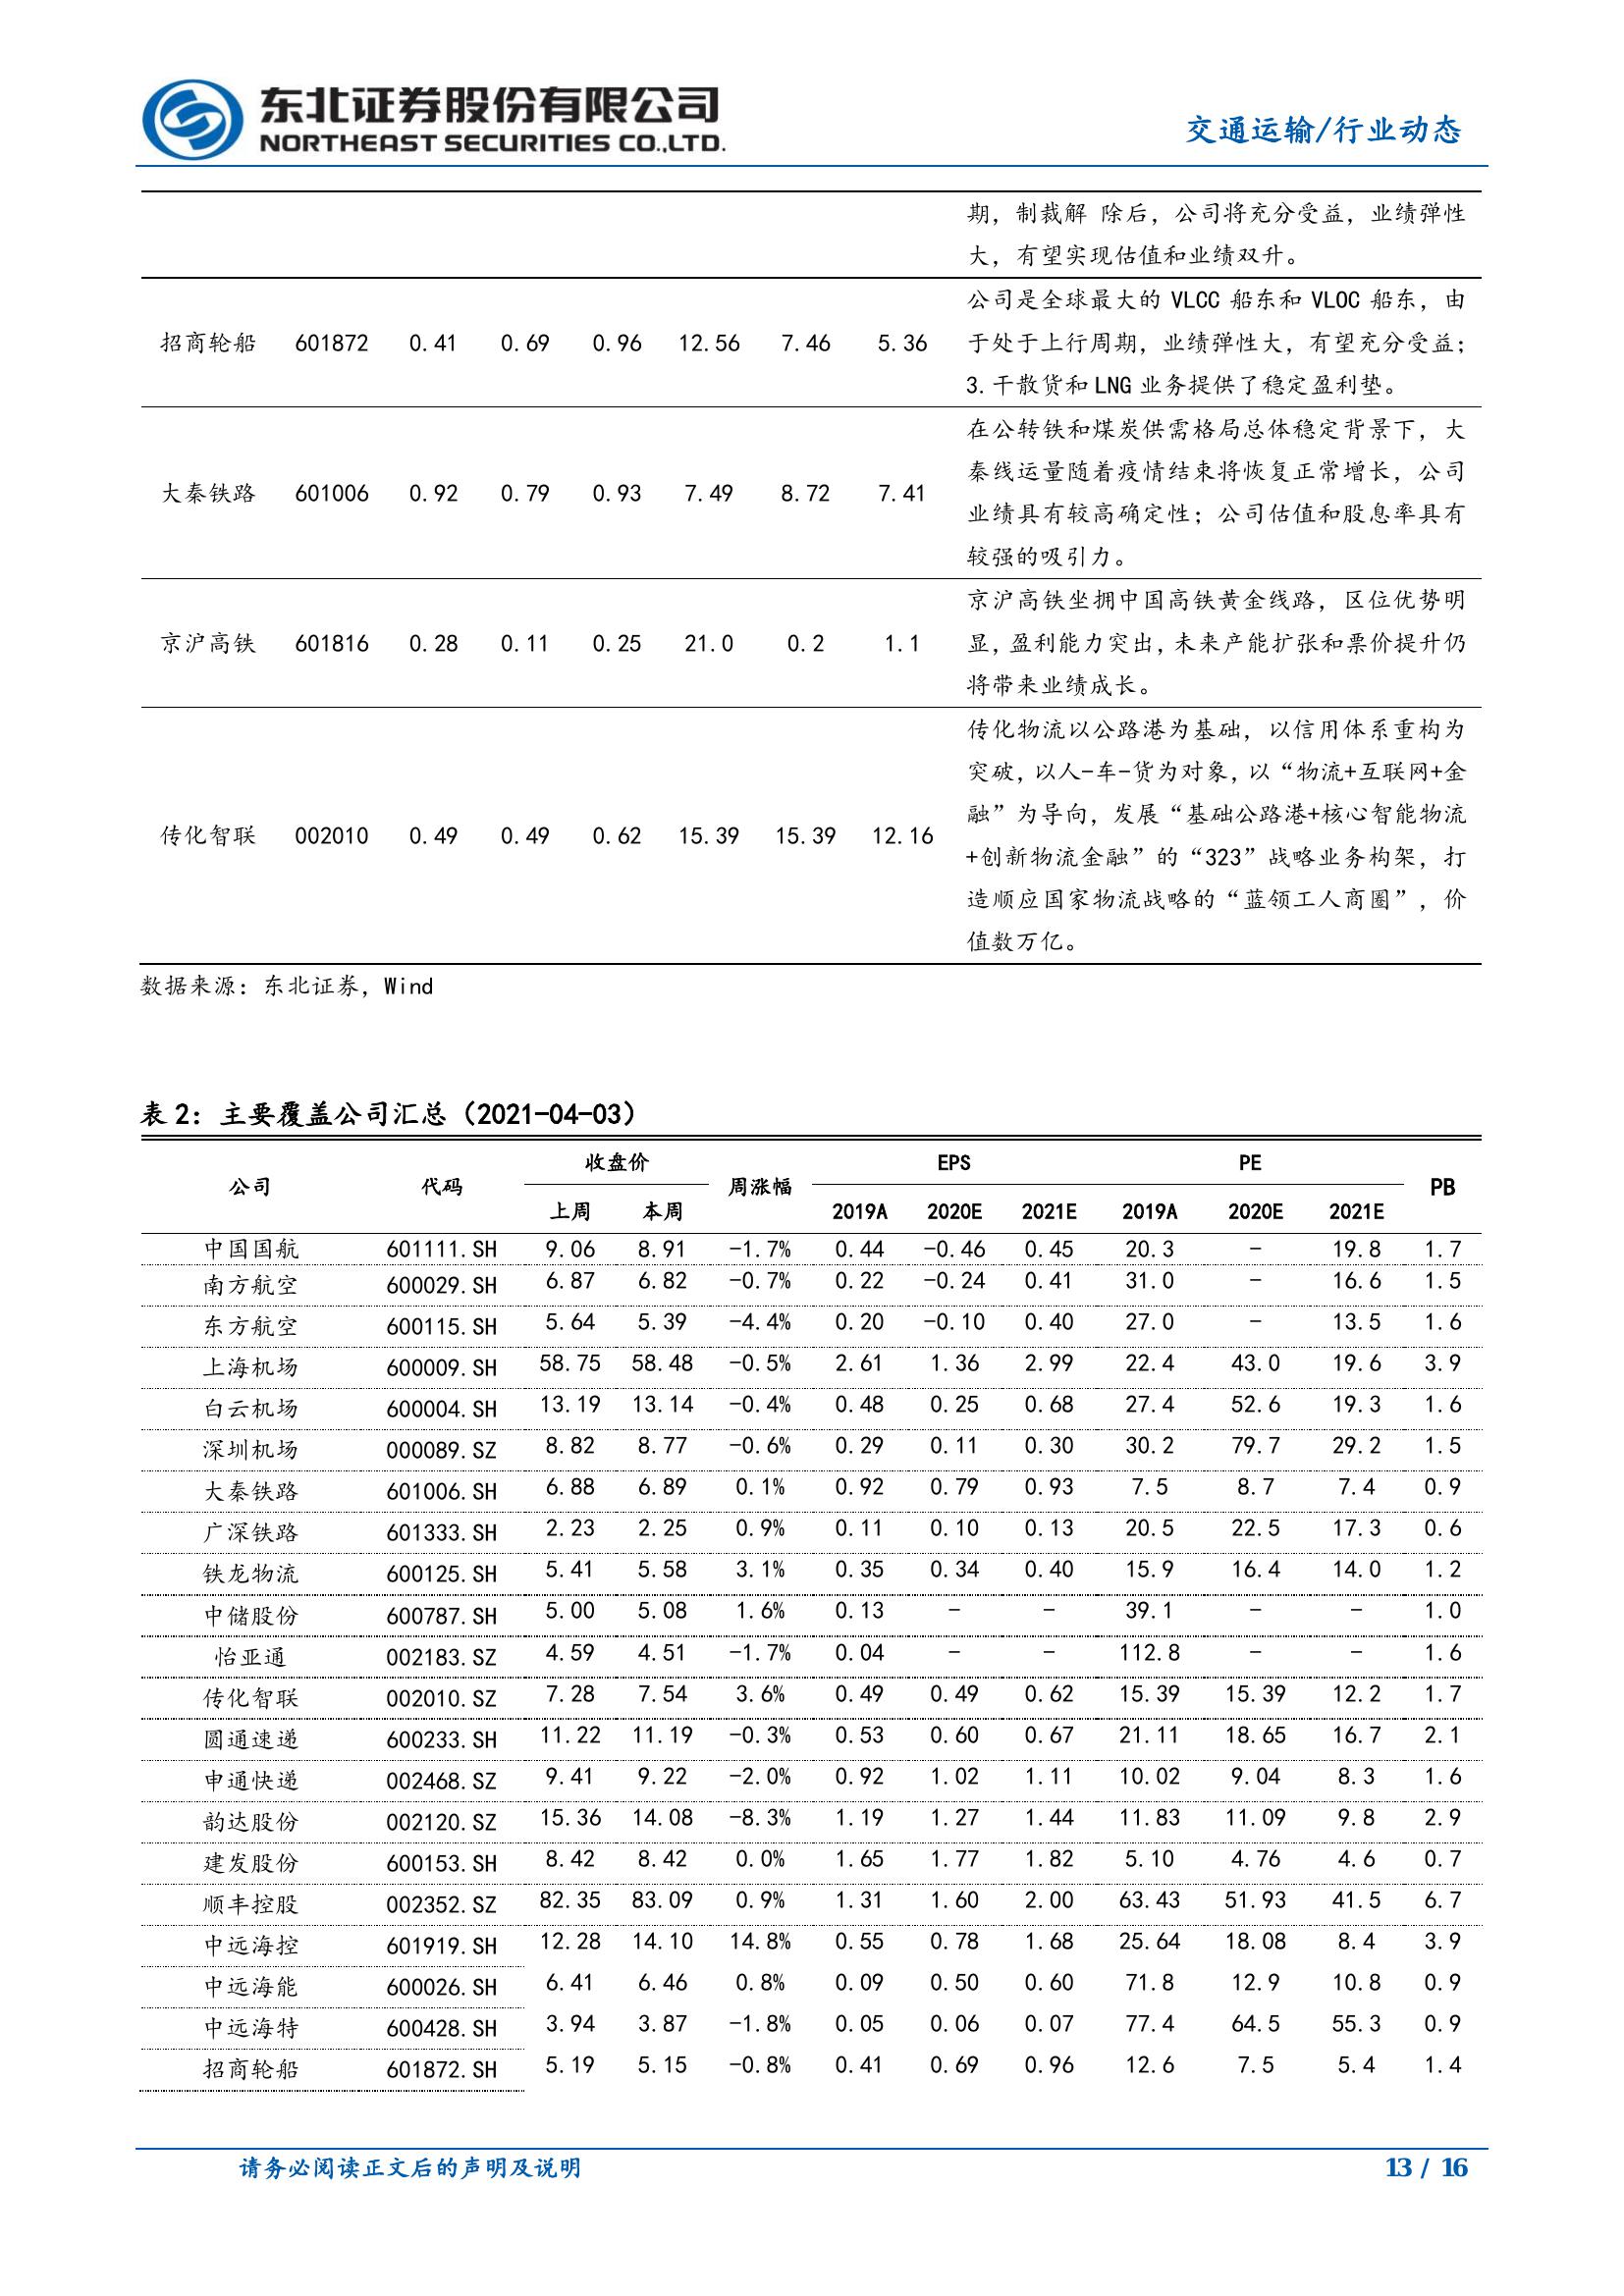 东北证券股份有限公司
NORTHEAST SECURITIES CO.,LTD.
交通运输/行业动态
期，制裁解 除后，公司将充分受益，业绩弹性
大，有望实现估值和业绩双升。
公司是全球最大的 VLCC 船东和 VLOC 船东，由
招商轮船 601872 0.41 0.69 0.96 12.56 7.46 5.36 于处于上行周期，业绩弹性大，有望充分受益；
3.干散货和 LNG 业务提供了稳定盈利垫。
在公转铁和煤炭供需格局总体稳定背景下，大
秦线运量随着疫情结束将恢复正常增长，公司
大秦铁路 601006 0.92 0.79 0.93 7.49 8.72 7.41
业绩具有较高确定性；公司估值和股息率具有
较强的吸引力。
京沪高铁坐拥中国高铁黄金线路，区位优势明
京沪高铁 601816 0.28 0.11 0.25 21.0 0.2 1.1 显，盈利能力突出，未来产能扩张和票价提升仍
将带来业绩成长。
传化物流以公路港为基础，以信用体系重构为
突破，以人-车-货为对象，以“物流+互联网+金
融”为导向，发展“基础公路港+核心智能物流
传化智联 002010 0.49 0.49 0.62 15.39 15.39 12.16
+创新物流金融”的“323”战略业务构架，打
造顺应国家物流战略的“蓝领工人商圈”，价
值数万亿。
数据来源：东北证券，Wind
表 2：主要覆盖公司汇总（2021-04-03）
公司 代码 收盘价 周涨幅 EPS PE PB
上周 本周 2019A 2020E 2021E 2019A 2020E 2021E
中国国航 601111.SH 9.06 8.91 -1.7% 0.44 -0.46 0.45 20.3 - 19.8 1.7
南方航空 600029.SH 6.87 6.82 -0.7% 0.22 -0.24 0.41 31.0 - 16.6 1.5
东方航空 600115.SH 5.64 5.39 -4.4% 0.20 -0.10 0.40 27.0 - 13.5 1.6
上海机场 600009.SH 58.75 58.48 -0.5% 2.61 1.36 2.99 22.4 43.0 19.6 3.9
白云机场 600004.SH 13.19 13.14 -0.4% 0.48 0.25 0.68 27.4 52.6 19.3 1.6
深圳机场 000089.SZ 8.82 8.77 -0.6% 0.29 0.11 0.30 30.2 79.7 29.2 1.5
大秦铁路 601006.SH 6.88 6.89 0.1% 0.92 0.79 0.93 7.5 8.7 7.4 0.9
广深铁路 601333.SH 2.23 2.25 0.9% 0.11 0.10 0.13 20.5 22.5 17.3 0.6
铁龙物流 600125.SH 5.41 5.58 3.1% 0.35 0.34 0.40 15.9 16.4 14.0 1.2
中储股份 600787.SH 5.00 5.08 1.6% 0.13 - - 39.1 - - 1.0
怡亚通 002183.SZ 4.59 4.51 -1.7% 0.04 - - 112.8 - - 1.6
传化智联 002010.SZ 7.28 7.54 3.6% 0.49 0.49 0.62 15.39 15.39 12.2 1.7
圆通速递 600233.SH 11.22 11.19 -0.3% 0.53 0.60 0.67 21.11 18.65 16.7 2.1
申通快递 002468.SZ 9.41 9.22 -2.0% 0.92 1.02 1.11 10.02 9.04 8.3 1.6
韵达股份 002120.SZ 15.36 14.08 -8.3% 1.19 1.27 1.44 11.83 11.09 9.8 2.9
建发股份 600153.SH 8.42 8.42 0.0% 1.65 1.77 1.82 5.10 4.76 4.6 0.7
顺丰控股 002352.SZ 82.35 83.09 0.9% 1.31 1.60 2.00 63.43 51.93 41.5 6.7
中远海控 601919.SH 12.28 14.10 14.8% 0.55 0.78 1.68 25.64 18.08 8.4 3.9
中远海能 600026.SH 6.41 6.46 0.8% 0.09 0.50 0.60 71.8 12.9 10.8 0.9
中远海特 600428.SH 3.94 3.87 -1.8% 0.05 0.06 0.07 77.4 64.5 55.3 0.9
招商轮船 601872.SH 5.19 5.15 -0.8% 0.41 0.69 0.96 12.6 7.5 5.4 1.4
请务必阅读正文后的声明及说明
13 / 16